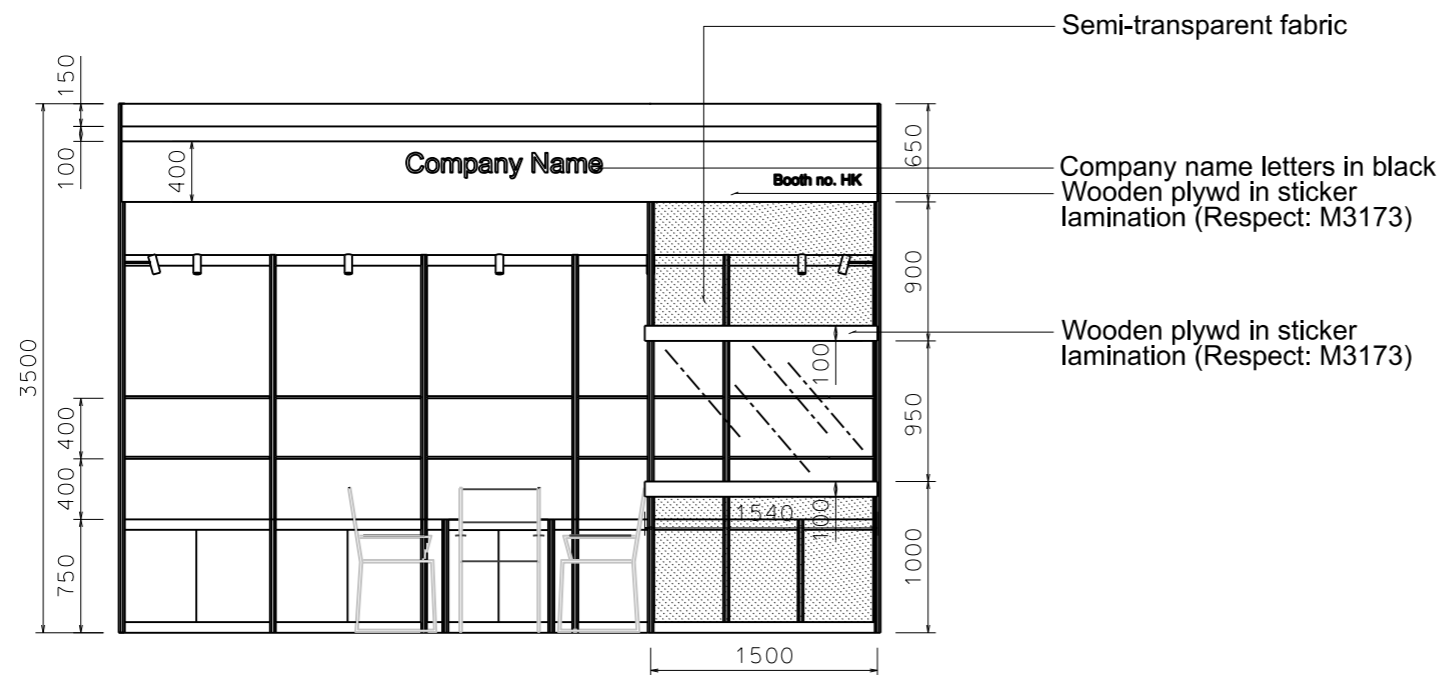 Semi-transparent fabric
150
100
400
Company Name
Booth no. HK
650
Company name letters in black
Wooden plywd in sticker
lamination (Respect: M3173)
900
Wooden plywd in sticker
lamination (Respect: M3173)
3500
100
400
950
400
1540
100
750
1000
1500